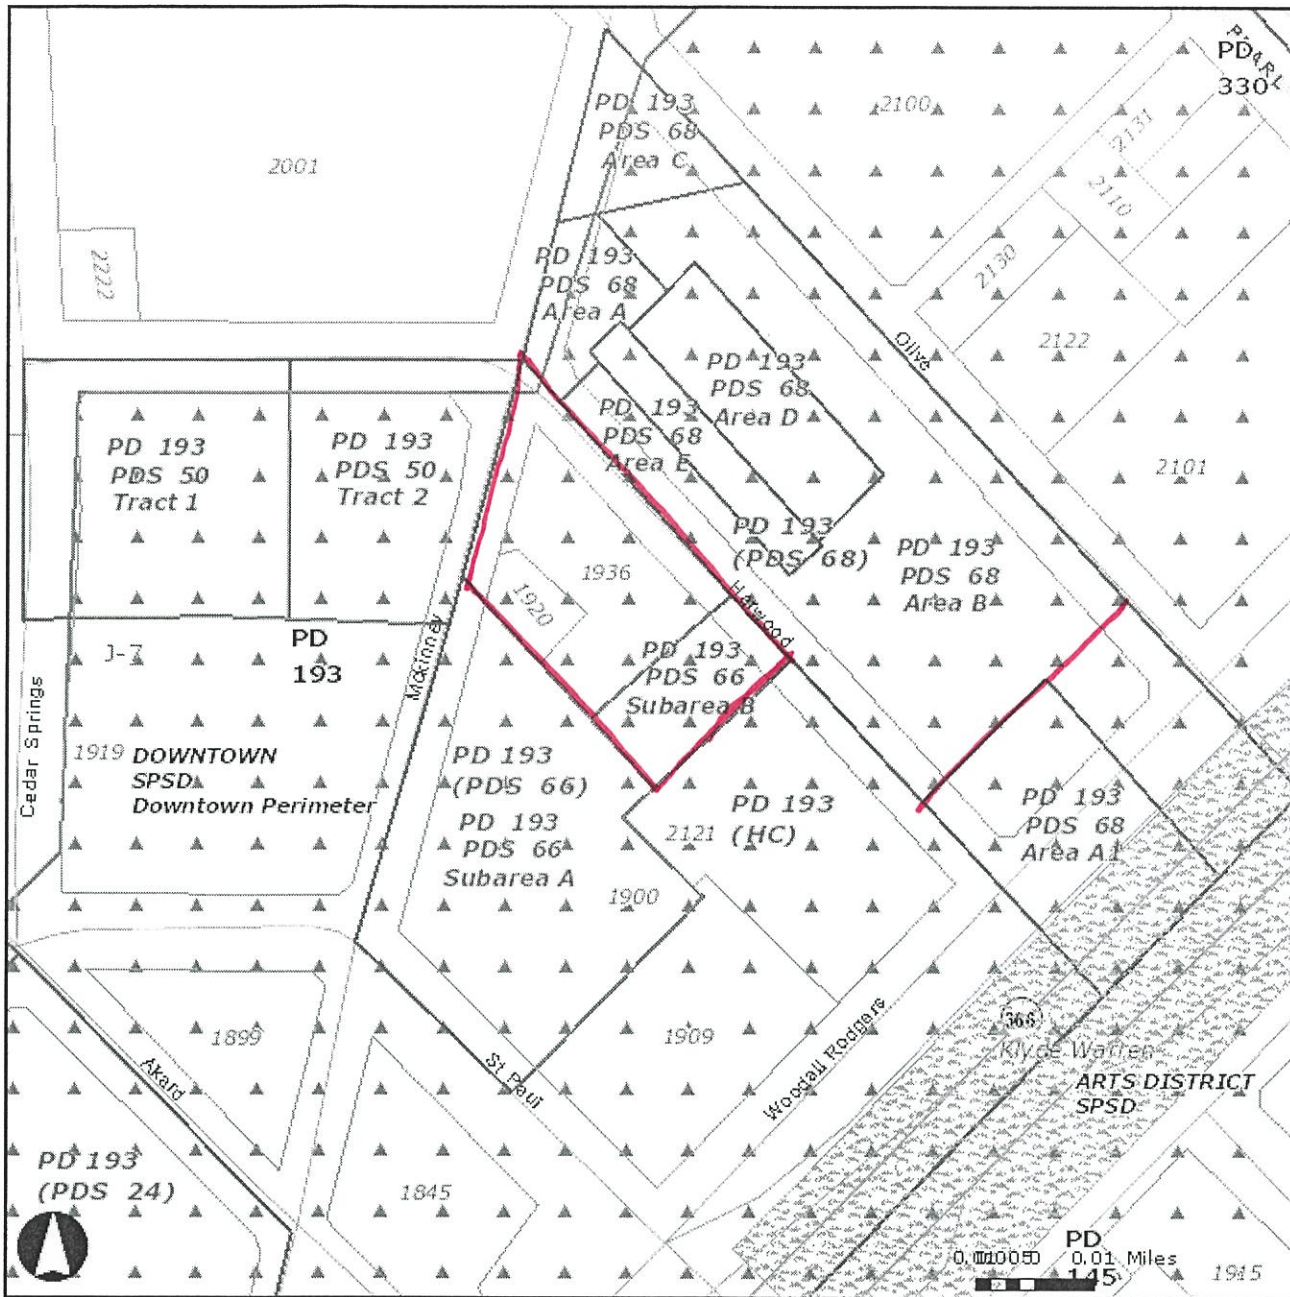 PEARL
PD
330
PD 193
PDS 68
Area C
2100
2131
2110
2001
2130
2222
PD 193
PDS 68
Area A
2122
Olive
PD 193
PDS 68
Area D
PD 193
PDS 68
Area E
PD 193
PDS 50
Tract 1
PD 193
PDS 50
Tract 2
2101
PD 193
(PDS 68)
PD 193
PDS 68
Area B
1936
1920
Harwood
J-7
PD
193
Mckinney
PD 193
PDS 66
Subarea B
Cedar Springs
1919
DOWNTOWN
SPSD
Downtown Perimeter
PD 193
(PDS 66)
PD 193
PDS 66
Subarea A
2121
PD 193
(HC)
PD 193
PDS 68
Area A1
1900
1899
1909
366
Klyde Warren
Woodall Rodgers
Akard
St Paul
ARTS DISTRICT
SPSD
PD 193
(PDS 24)
1845
PD
145
0.01 Miles
1915